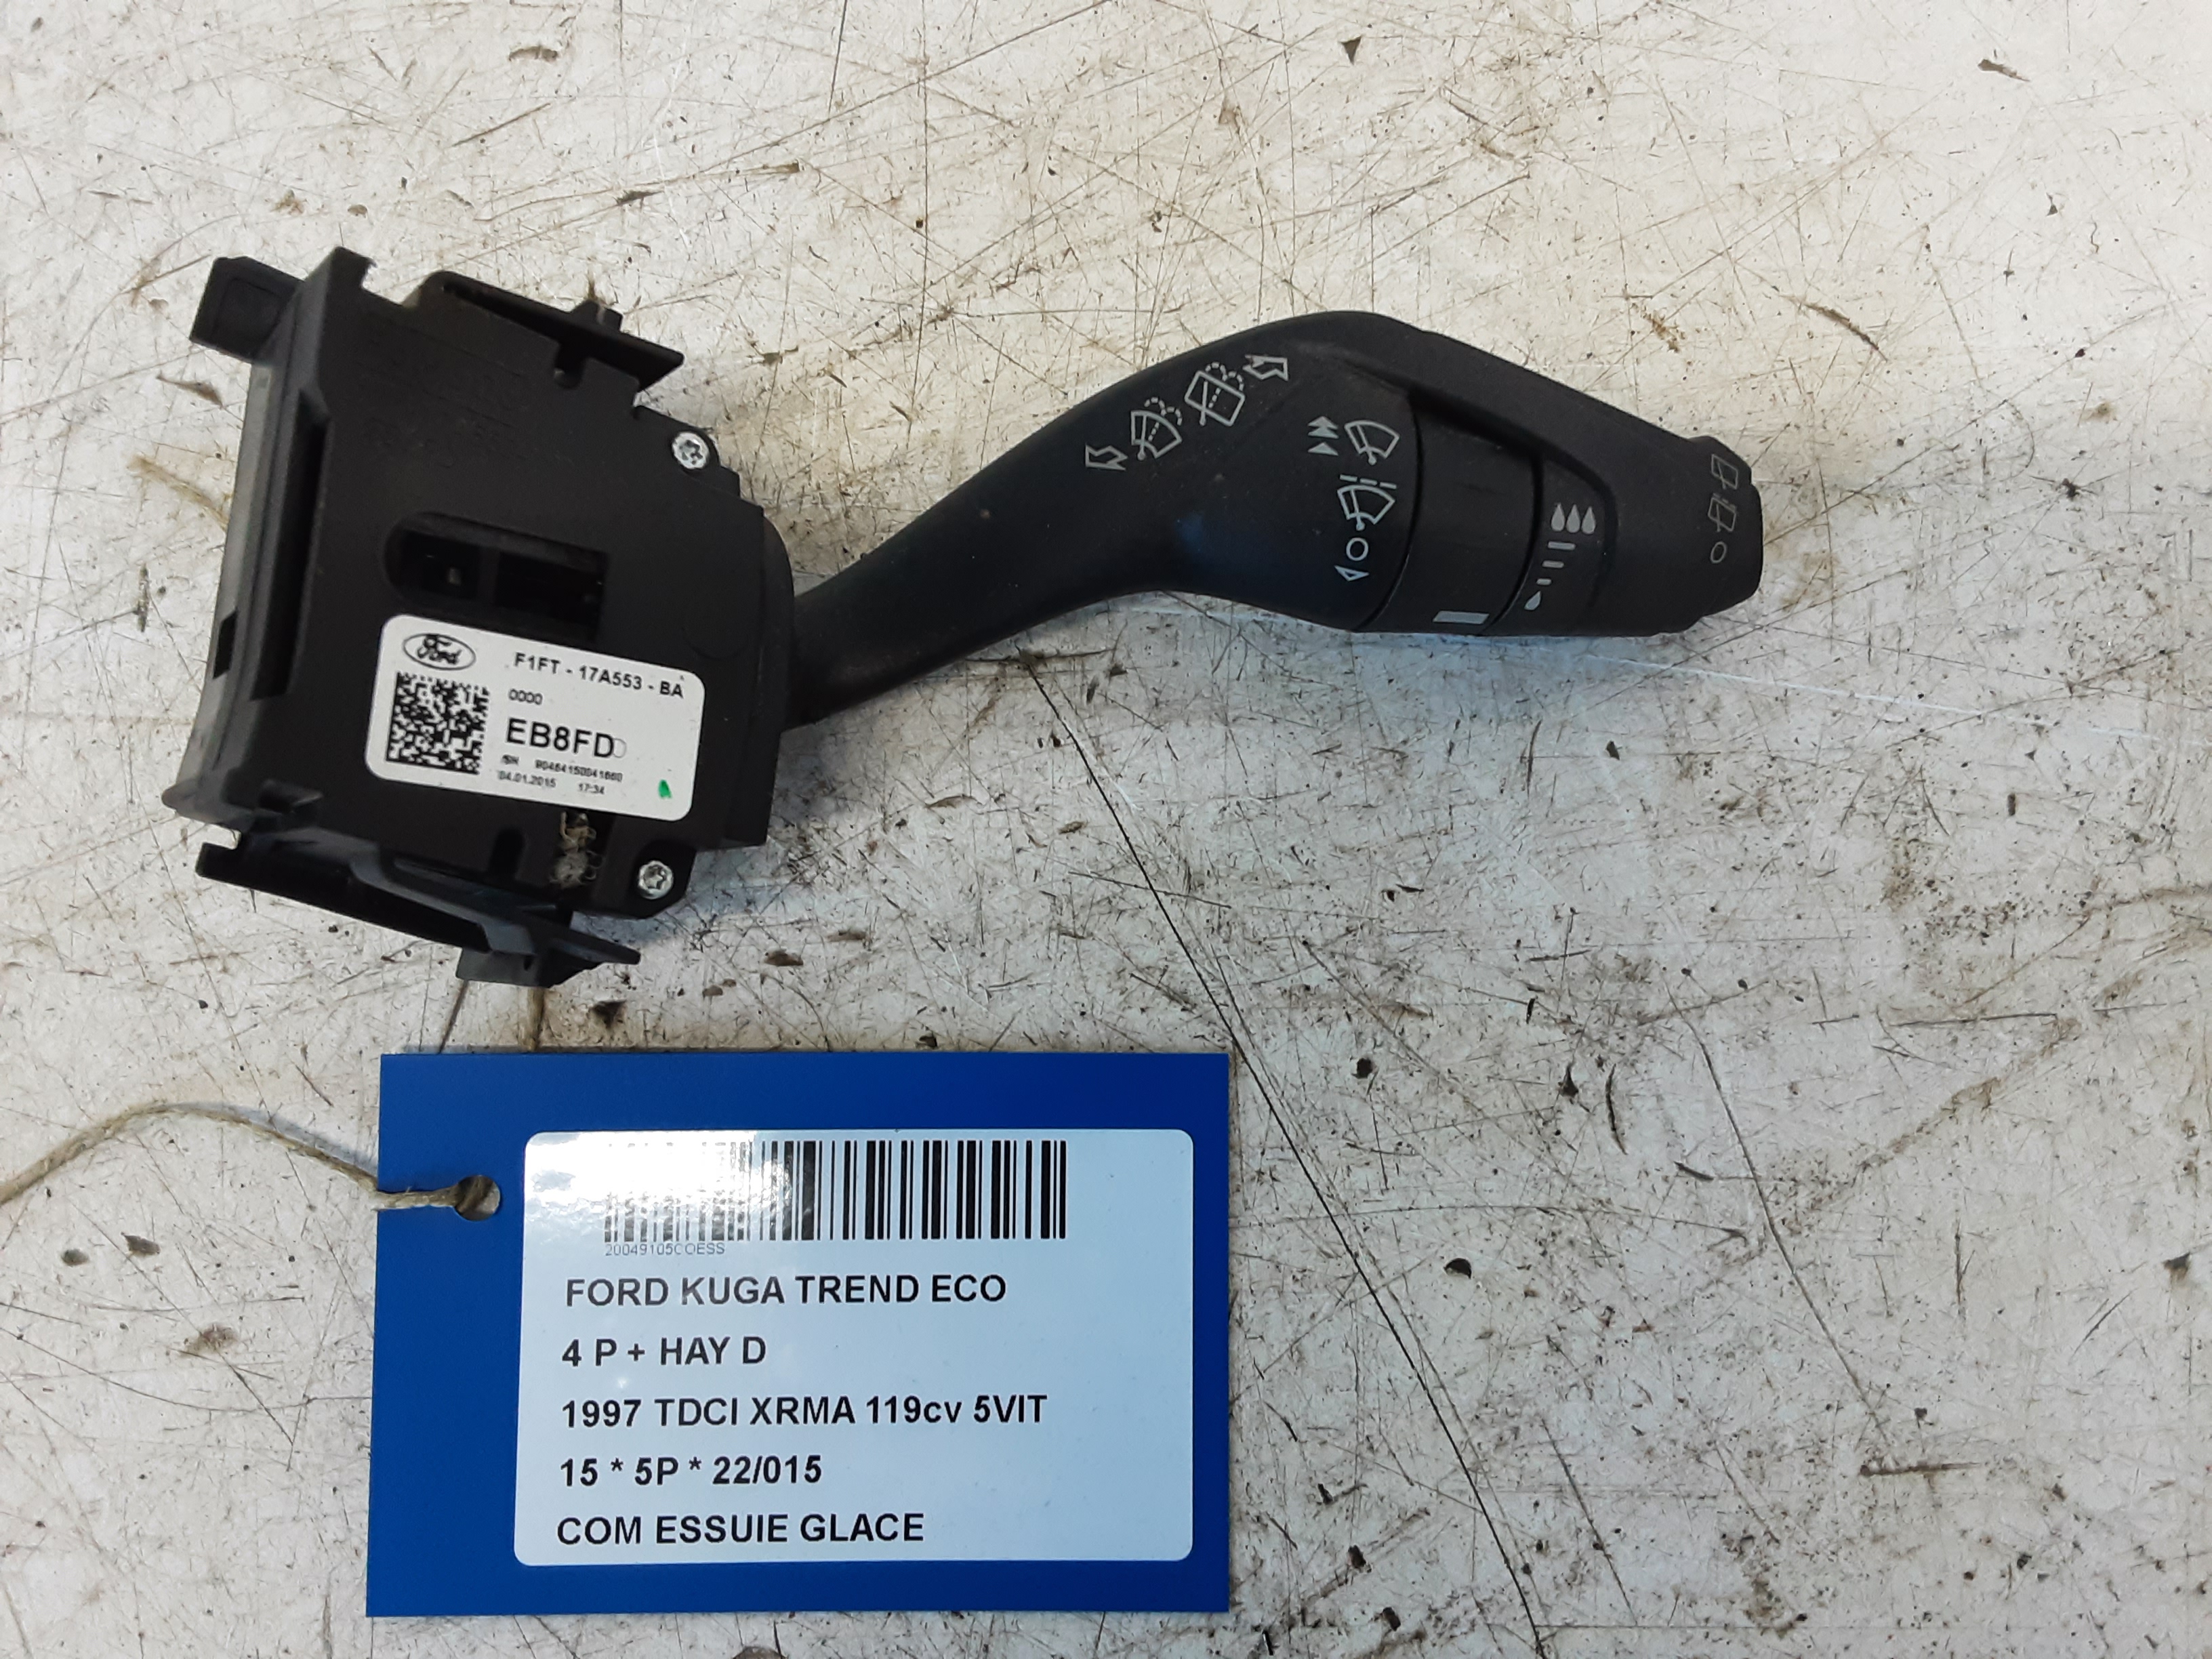 Ford
F1FT - 17A553 - BA
0000
EB8FD
04.01.2015 17:34
20049105COESS
FORD KUGA TREND ECO
4 P + HAY D
1997 TDCI XRMA 119cv 5VIT
15 * 5P * 22/015
COM ESSUIE GLACE